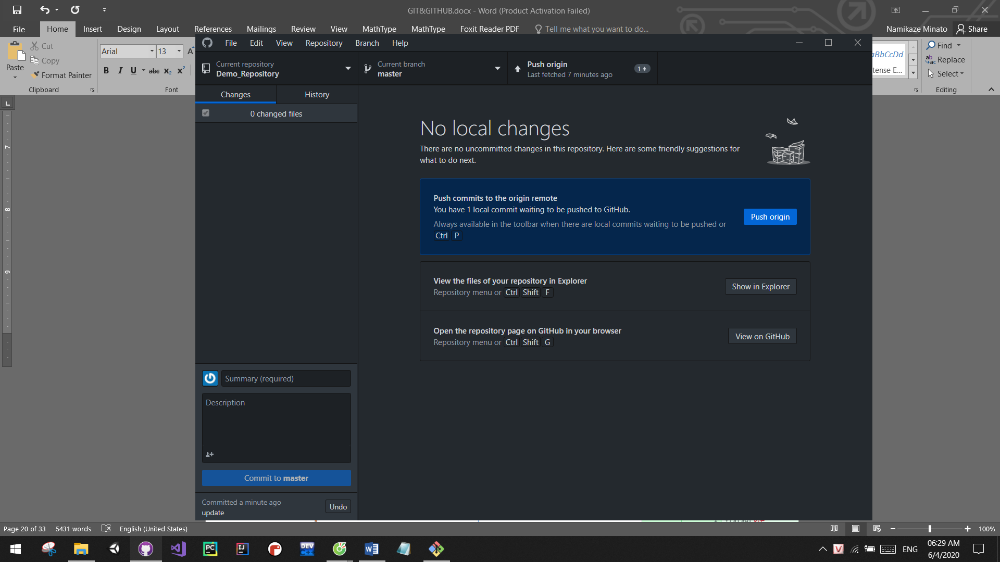 GIT&GITHUB.docx - Word (Product Activation Failed)
File Home Insert Design Layout References Mailings Review View MathType MathType Foxit Reader PDF Tell me what you want to do...
Namikaze Minato Share
Paste
Cut
Copy
Format Painter
Clipboard
Arial 13 A
B I U abc X2 X2
Font
aBbCcDd
tense E...
Find
Replace
Select
Editing
L
7
8
9
File Edit View Repository Branch Help
Current repository
Demo_Repository
Current branch
master
Push origin
Last fetched 7 minutes ago
1
Changes History
0 changed files
No local changes
There are no uncommitted changes in this repository. Here are some friendly suggestions for
what to do next.
Push commits to the origin remote
You have 1 local commit waiting to be pushed to GitHub.
Always available in the toolbar when there are local commits waiting to be pushed or
Ctrl P
Push origin
View the files of your repository in Explorer
Repository menu or Ctrl Shift F
Show in Explorer
Open the repository page on GitHub in your browser
Repository menu or Ctrl Shift G
View on GitHub
Summary (required)
Description
Commit to master
Committed a minute ago
update
Undo
Page 20 of 33 5431 words English (United States)
100%
PC
IJ
DEV
C++
W
V
ENG
06:29 AM
6/4/2020